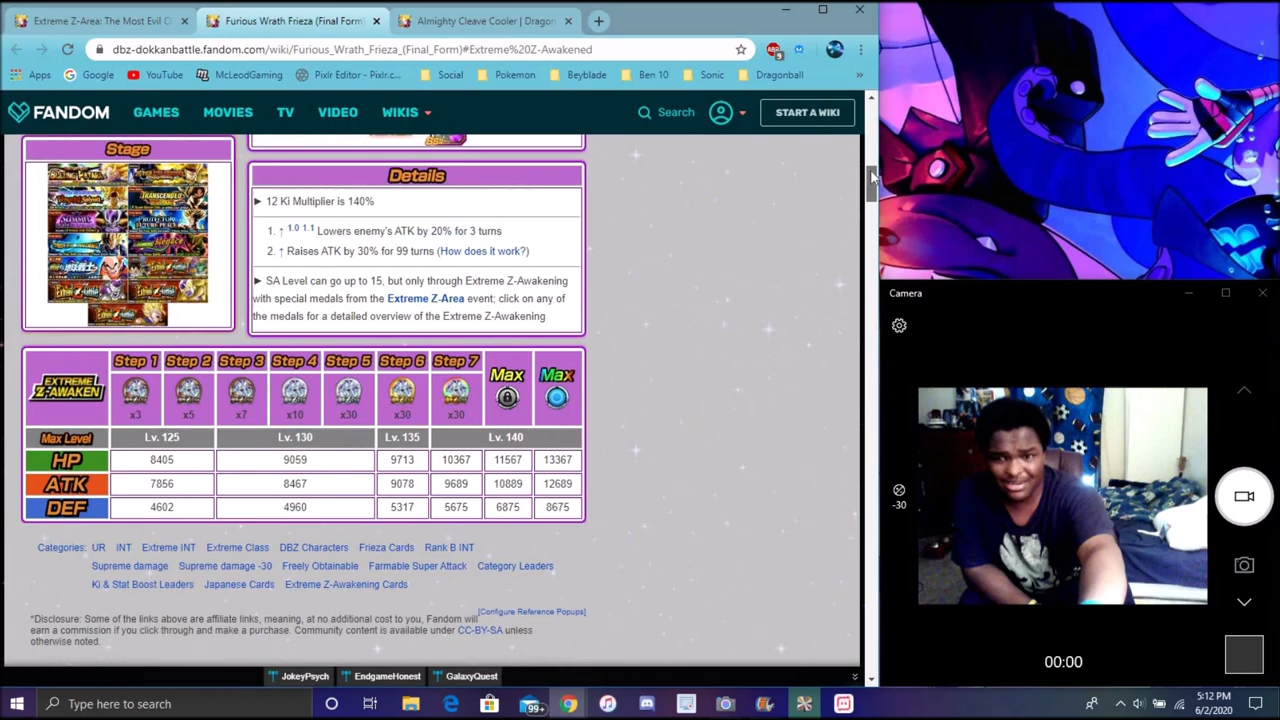 Extreme Z-Area: The Most Evil C
Furious Wrath Frieza (Final Form)
Almighty Cleave Cooler | Dragon
dbz-dokkanbattle.fandom.com/wiki/Furious_Wrath_Frieza_(Final_Form)#Extreme%20Z-Awakened
Apps Google YouTube McLeodGaming Pixlr Editor - Pixlr.c... Social Pokemon Beyblade Ben 10 Sonic Dragonball »
FANDOM GAMES MOVIES TV VIDEO WIKIS Search START A WIKI
Stage
Details
► 12 Ki Multiplier is 140%
1. ↑ 1.0 1.1 Lowers enemy's ATK by 20% for 3 turns
2. ↑ Raises ATK by 30% for 99 turns (How does it work?)
► SA Level can go up to 15, but only through Extreme Z-Awakening
with special medals from the Extreme Z-Area event; click on any of
the medals for a detailed overview of the Extreme Z-Awakening
EXTREME Z-AWAKEN Step 1 Step 2 Step 3 Step 4 Step 5 Step 6 Step 7 Max Max
x3 x5 x7 x10 x30 x30 x30
Max Level Lv. 125 Lv. 130 Lv. 135 Lv. 140
HP 8405 9059 9713 10367 11567 13367
ATK 7856 8467 9078 9689 10889 12689
DEF 4602 4960 5317 5675 6875 8675
Categories: UR INT Extreme INT Extreme Class DBZ Characters Frieza Cards Rank B INT
Supreme damage Supreme damage -30 Freely Obtainable Farmable Super Attack Category Leaders
Ki & Stat Boost Leaders Japanese Cards Extreme Z-Awakening Cards
[Configure Reference Popups]
*Disclosure: Some of the links above are affiliate links, meaning, at no additional cost to you, Fandom will
earn a commission if you click through and make a purchase. Community content is available under CC-BY-SA unless
otherwise noted.
JokeyPsych EndgameHonest GalaxyQuest
Camera
-30
00:00
Type here to search
99+
5:12 PM
6/2/2020